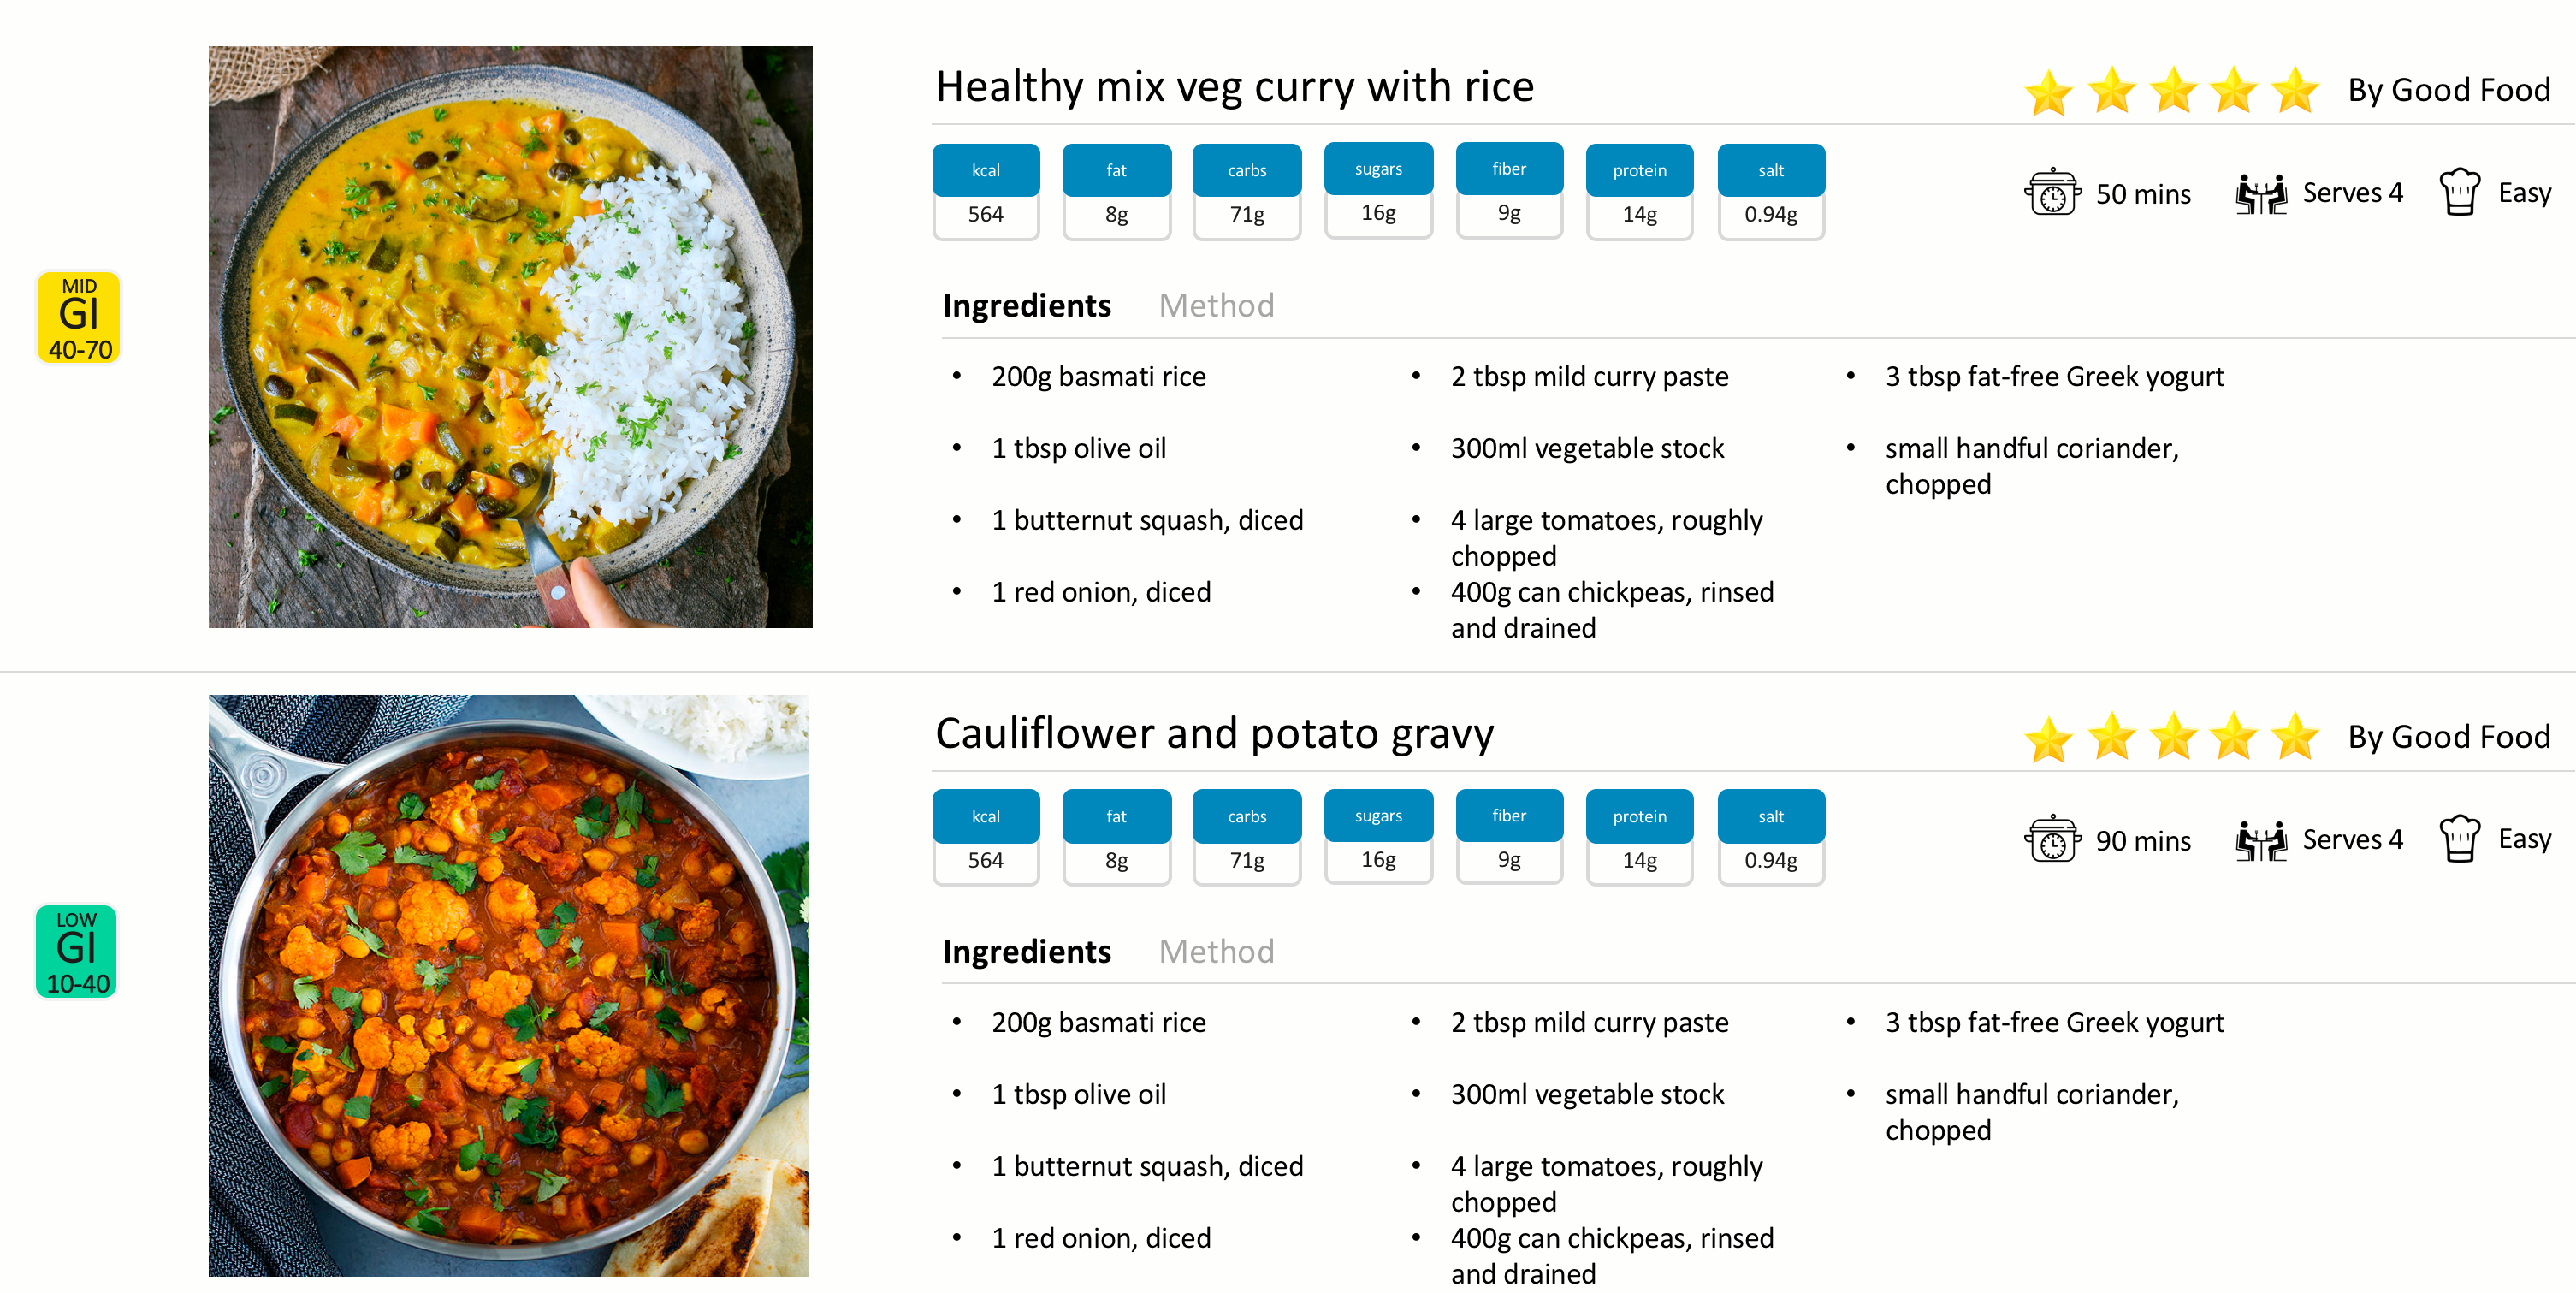 Healthy mix veg curry with rice
By Good Food
kcal fat carbs sugars fiber protein salt
564 8g 71g 16g 9g 14g 0.94g
50 mins Serves 4 Easy
MID
GI
40-70
Ingredients Method
• 200g basmati rice
• 1 tbsp olive oil
• 1 butternut squash, diced
• 1 red onion, diced
• 2 tbsp mild curry paste
• 300ml vegetable stock
• 4 large tomatoes, roughly
chopped
• 400g can chickpeas, rinsed
and drained
• 3 tbsp fat-free Greek yogurt
• small handful coriander,
chopped
Cauliflower and potato gravy
By Good Food
kcal fat carbs sugars fiber protein salt
564 8g 71g 16g 9g 14g 0.94g
90 mins Serves 4 Easy
LOW
GI
10-40
Ingredients Method
• 200g basmati rice
• 1 tbsp olive oil
• 1 butternut squash, diced
• 1 red onion, diced
• 2 tbsp mild curry paste
• 300ml vegetable stock
• 4 large tomatoes, roughly
chopped
• 400g can chickpeas, rinsed
and drained
• 3 tbsp fat-free Greek yogurt
• small handful coriander,
chopped